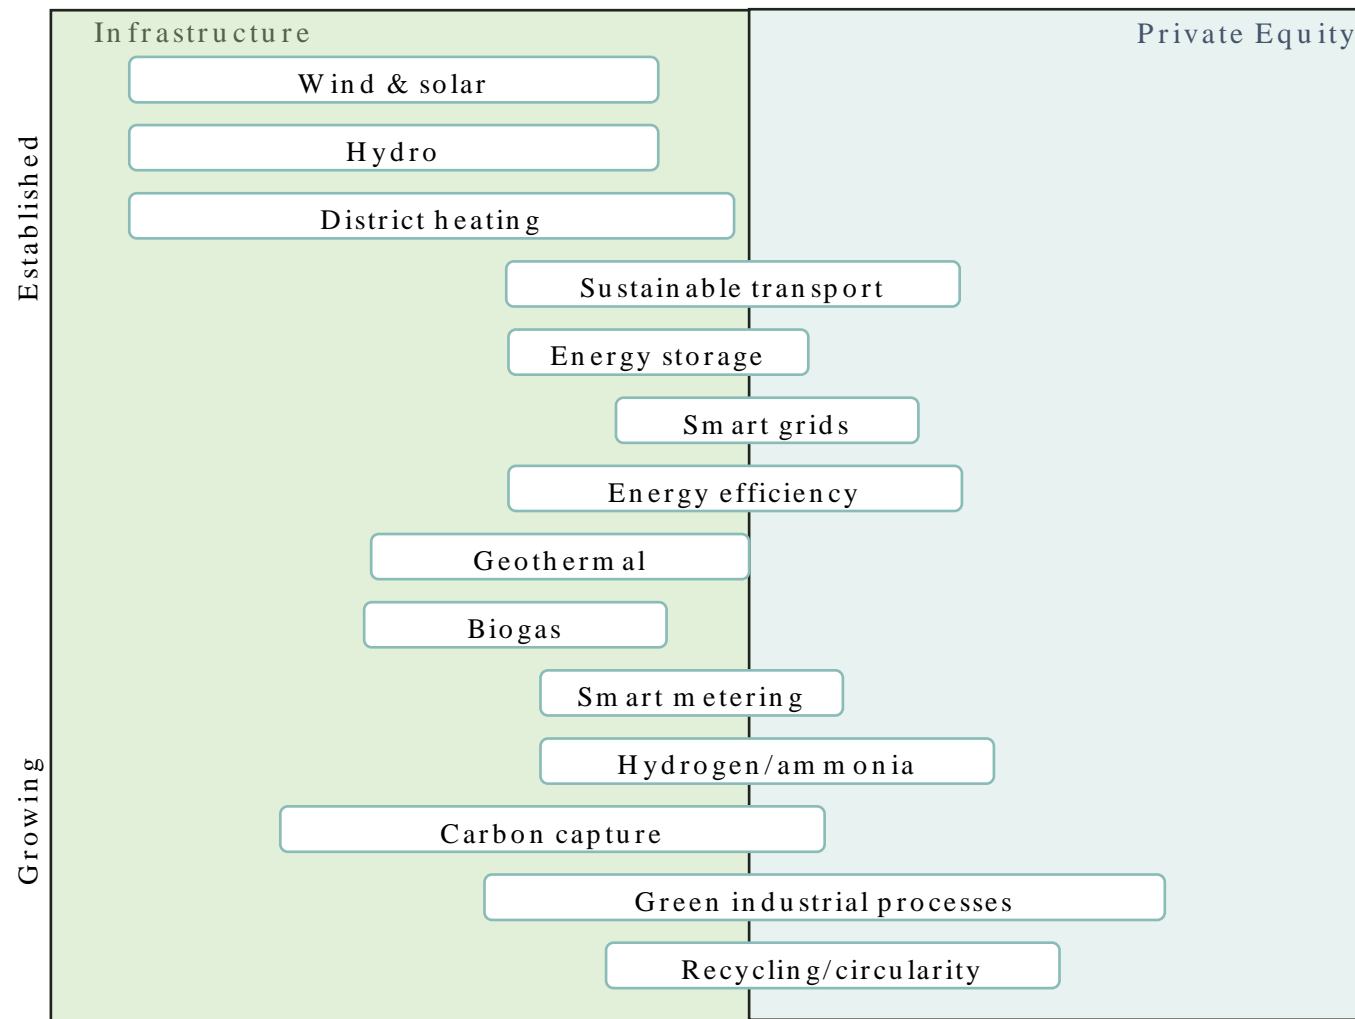 Infrastructure
Private Equity
Established
Wind & solar
Hydro
District heating
Sustainable transport
Energy storage
Smart grids
Energy efficiency
Geothermal
Biogas
Smart metering
Growing
Hydrogen/ammonia
Carbon capture
Green industrial processes
Recycling/circularity